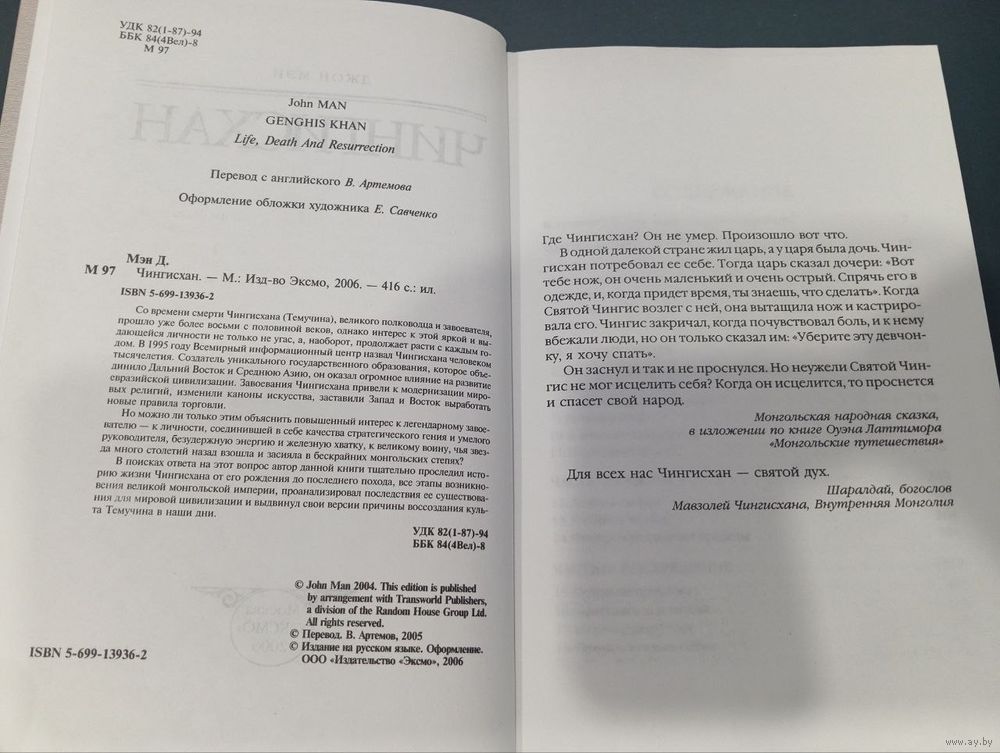 УДК 82(1-87)-94
ББК 84(4Вел)-8
М 97
John MAN
GENGHIS KHAN
Life, Death And Resurrection
Перевод с английского В. Артемова
Оформление обложки художника Е. Савченко
Мэн Д.
М 97 Чингисхан. — М.: Изд-во Эксмо, 2006. — 416 с.: ил.
ISBN 5-699-13936-2
Со времени смерти Чингисхана (Темучина), великого полководца и завоевателя,
прошло уже более восьми с половиной веков, однако интерес к этой яркой и вы-
дающейся личности не только не угас, а, наоборот, продолжает расти с каждым го-
дом. В 1995 году Всемирный информационный центр назвал Чингисхана человеком
тысячелетия. Создатель уникального государственного образования, которое объе-
динило Дальний Восток и Среднюю Азию, он оказал огромное влияние на развитие
евразийской цивилизации. Завоевания Чингисхана привели к модернизации миро-
вых религий, изменили каноны искусства, заставили Запад и Восток выработать
новые правила торговли.
Но можно ли только этим объяснить повышенный интерес к легендарному завое-
вателю — к личности, соединившей в себе качества стратегического гения и умелого
руководителя, безудержную энергию и железную хватку, к великому воину, чья звез-
да много столетий назад взошла и засияла в бескрайних монгольских степях?
В поисках ответа на этот вопрос автор данной книги тщательно проследил исто-
рию жизни Чингисхана от его рождения до последнего похода, все этапы возникно-
вения великой монгольской империи, проанализировал последствия ее существова-
ния для мировой цивилизации и выдвинул свои версии причины воссоздания куль-
та Темучина в наши дни.
УДК 82(1-87)-94
ББК 84(4Вел)-8
© John Man 2004. This edition is published
by arrangement with Transworld Publishers,
a division of the Random House Group Ltd.
All rights reserved.
© Перевод. В. Артемов, 2005
© Издание на русском языке. Оформление.
ООО «Издательство «Эксмо», 2006
ISBN 5-699-13936-2
Где Чингисхан? Он не умер. Произошло вот что.
В одной далекой стране жил царь, а у царя была дочь. Чин-
гисхан потребовал ее себе. Тогда царь сказал дочери: «Вот
тебе нож, он очень маленький и очень острый. Спрячь его в
одежде, и, когда придет время, ты знаешь, что сделать». Когда
Святой Чингис возлег с ней, она вытащила нож и кастриро-
вала его. Чингис закричал, когда почувствовал боль, и к нему
вбежали люди, но он только сказал им: «Уберите эту девчон-
ку, я хочу спать».
Он заснул и так и не проснулся. Но неужели Святой Чин-
гис не мог исцелить себя? Когда он исцелится, то проснется
и спасет свой народ.
Монгольская народная сказка,
в изложении по книге Оуэна Латтимора
«Монгольские путешествия»
Для всех нас Чингисхан — святой дух.
Шаралдай, богослов
Мавзолей Чингисхана, Внутренняя Монголия
www.ay.by